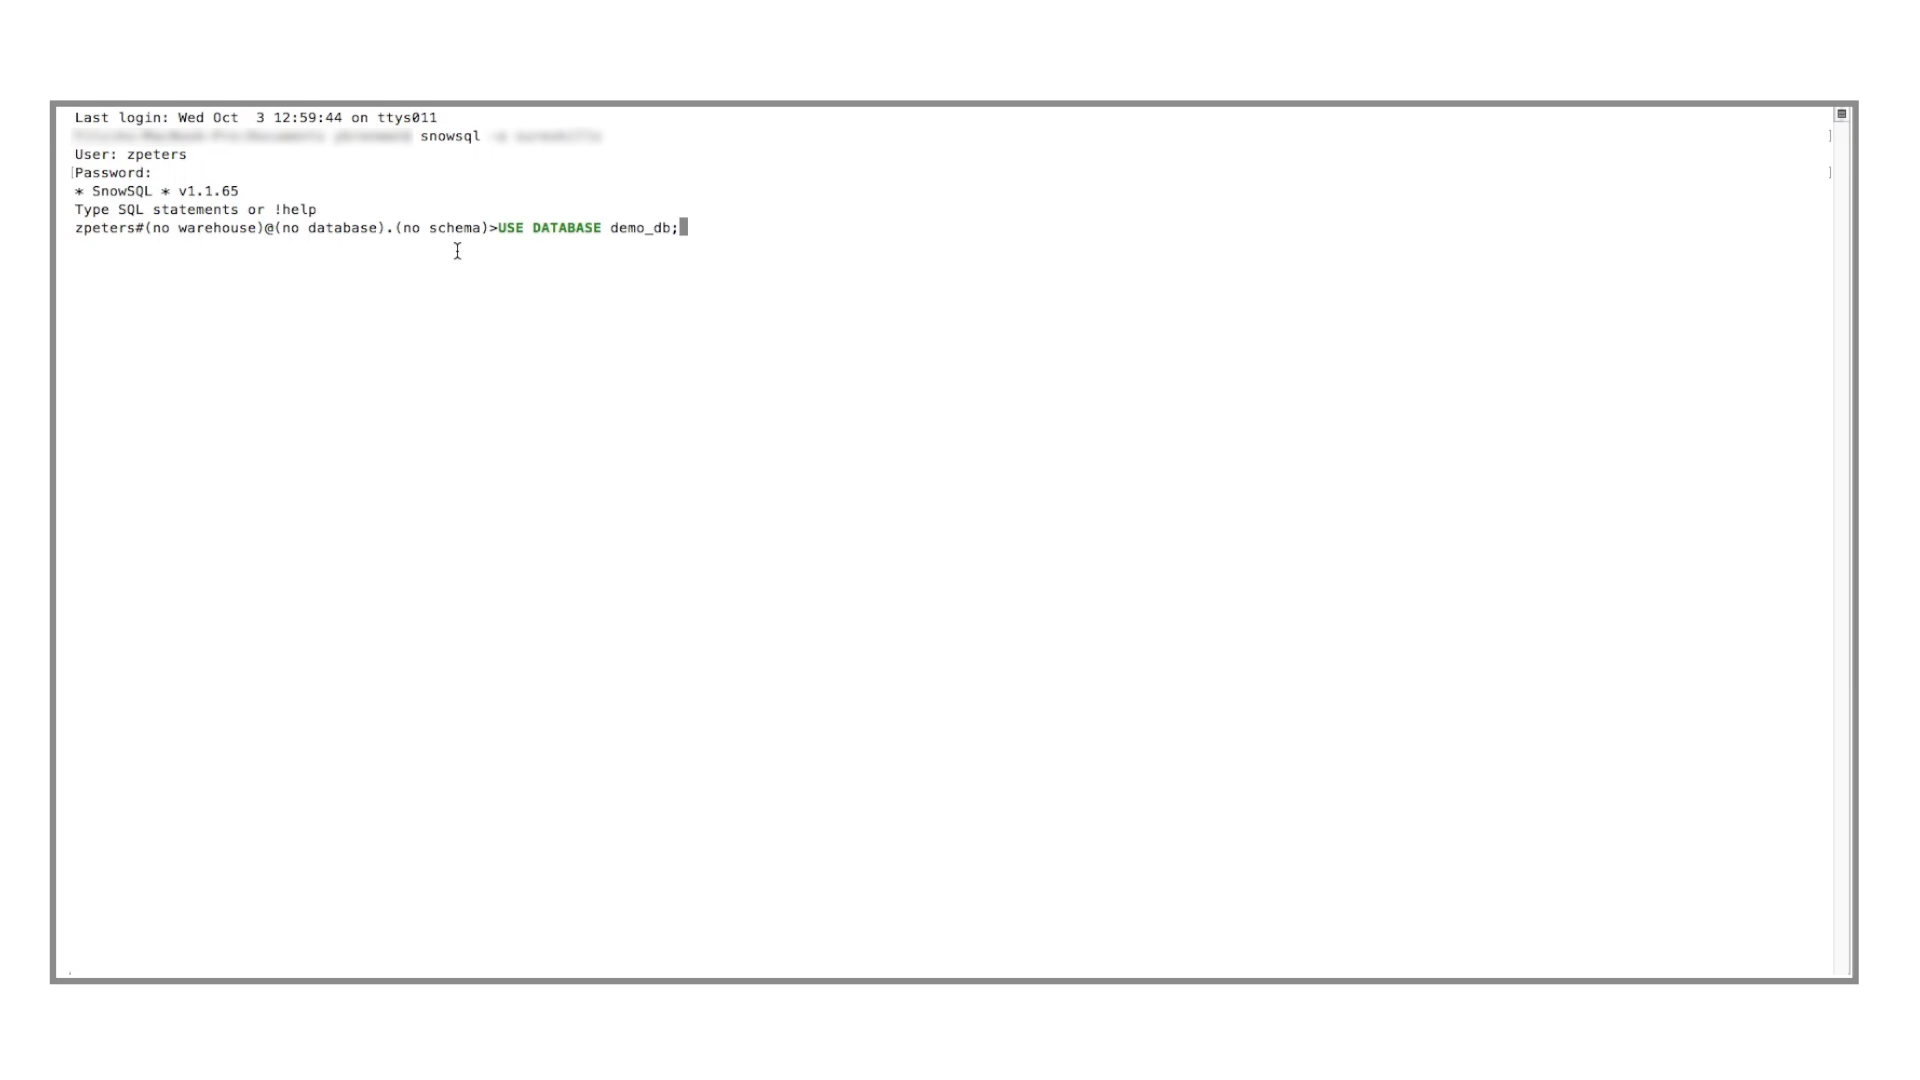 Last login: Wed Oct  3 12:59:44 on ttys011
snowsql
User: zpeters
Password:
* SnowSQL * v1.1.65
Type SQL statements or !help
zpeters#(no warehouse)@(no database).(no schema)>USE DATABASE demo_db;